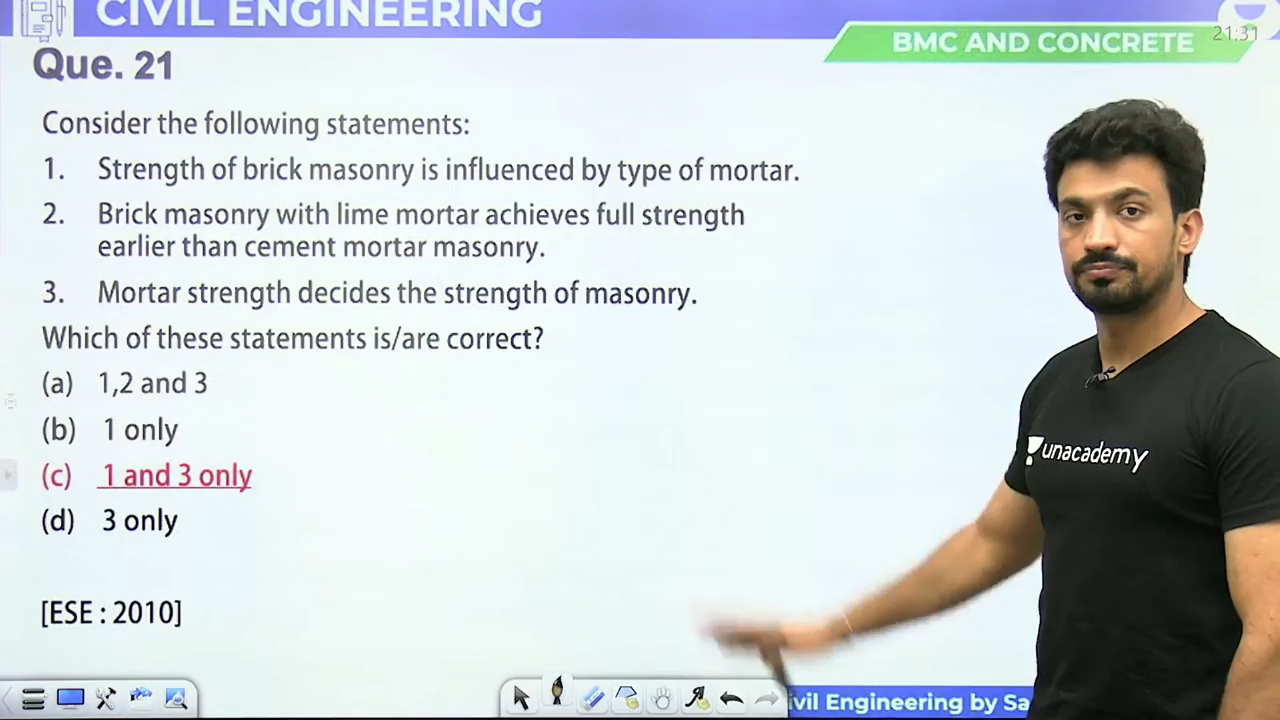 CIVIL ENGINEERING
BMC AND CONCRETE
21:31
Que. 21
Consider the following statements:
1. Strength of brick masonry is influenced by type of mortar.
2. Brick masonry with lime mortar achieves full strength
earlier than cement mortar masonry.
3. Mortar strength decides the strength of masonry.
Which of these statements is/are correct?
(a) 1,2 and 3
(b) 1 only
(c) 1 and 3 only
(d) 3 only
[ESE : 2010]
unacademy
Engineering by